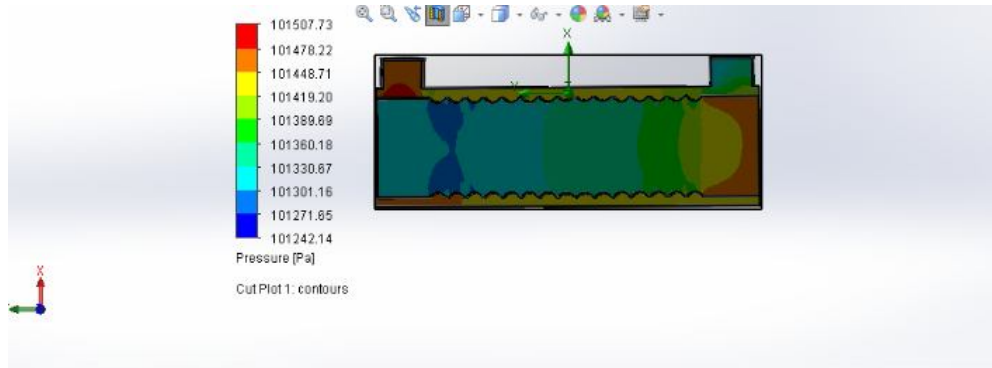 101507.73
101478.22
101448.71
101419.20
101389.69
101360.18
101330.67
101301.16
101271.65
101242.14
Pressure [Pa]
Cut Plot 1: contours
X
Y
X